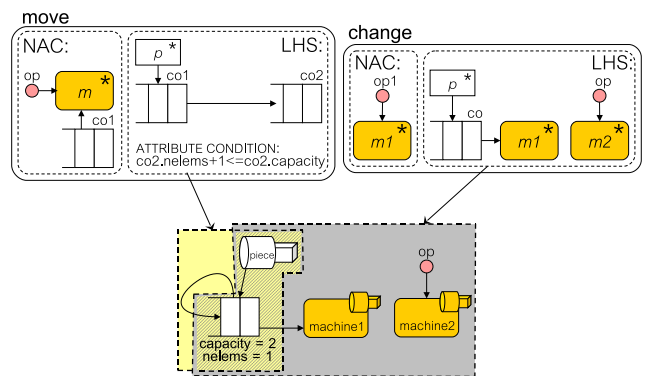 move
NAC:
op
m
*
co1
LHS:
p
*
co1
co2
ATTRIBUTE CONDITION:
co2.nelems+1<=co2.capacity
change
NAC:
op1
m1
*
LHS:
p
*
co
m1
*
op
m2
*
piece
op
machine1
machine2
capacity = 2
nelems = 1